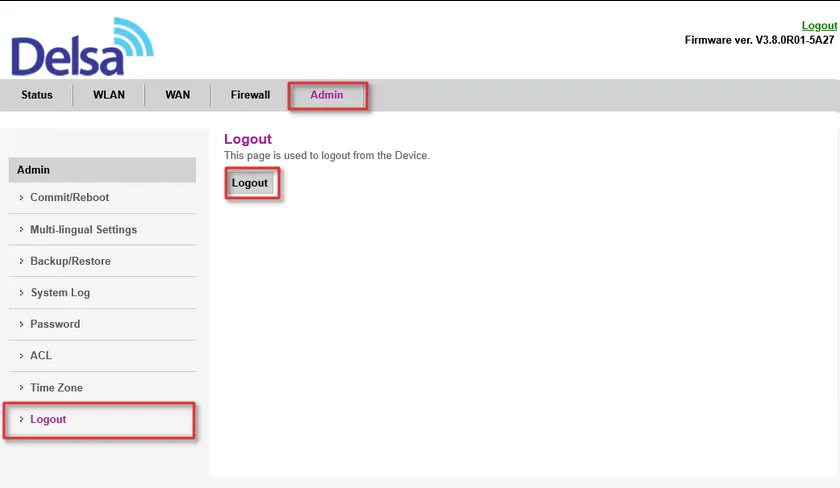 Delsa
Logout
Firmware ver. V3.8.0R01-5A27
Status WLAN WAN Firewall Admin
Admin
Commit/Reboot
Multi-lingual Settings
Backup/Restore
System Log
Password
ACL
Time Zone
Logout
Logout
This page is used to logout from the Device.
Logout